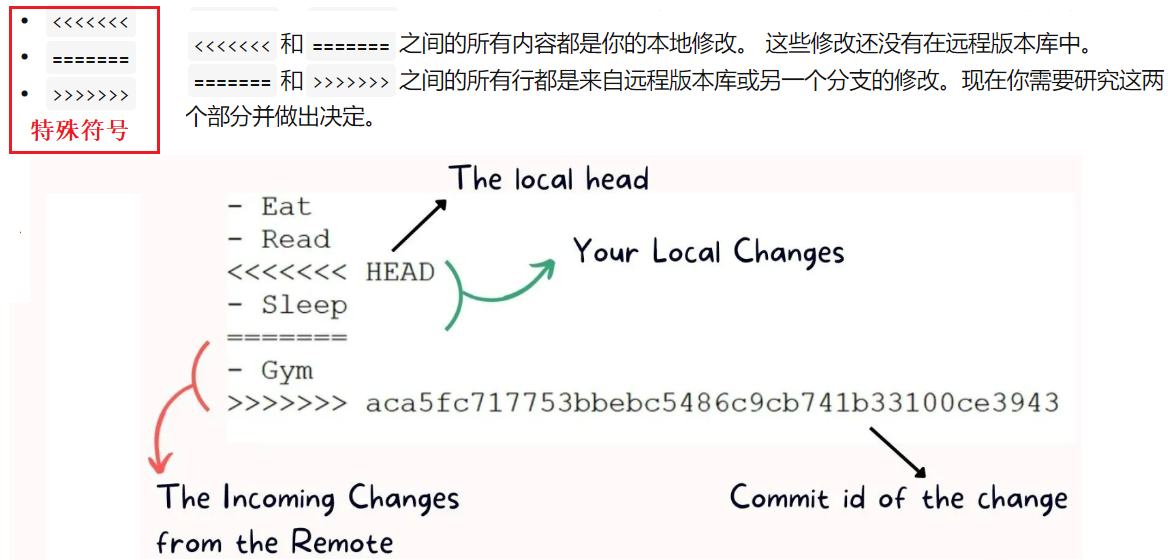 • <<<<<<<
• =======
• >>>>>>>
特殊符号
<<<<<<< 和 ======= 之间的所有内容都是你的本地修改。 这些修改还没有在远程版本库中。
======= 和 >>>>>>> 之间的所有行都是来自远程版本库或另一个分支的修改。现在你需要研究这两
个部分并做出决定。
The local head
- Eat
- Read
<<<<<<< HEAD
Your Local Changes
- Sleep
=======
- Gym
>>>>>>> aca5fc717753bbebc5486c9cb741b33100ce3943
The Incoming Changes
from the Remote
Commit id of the change